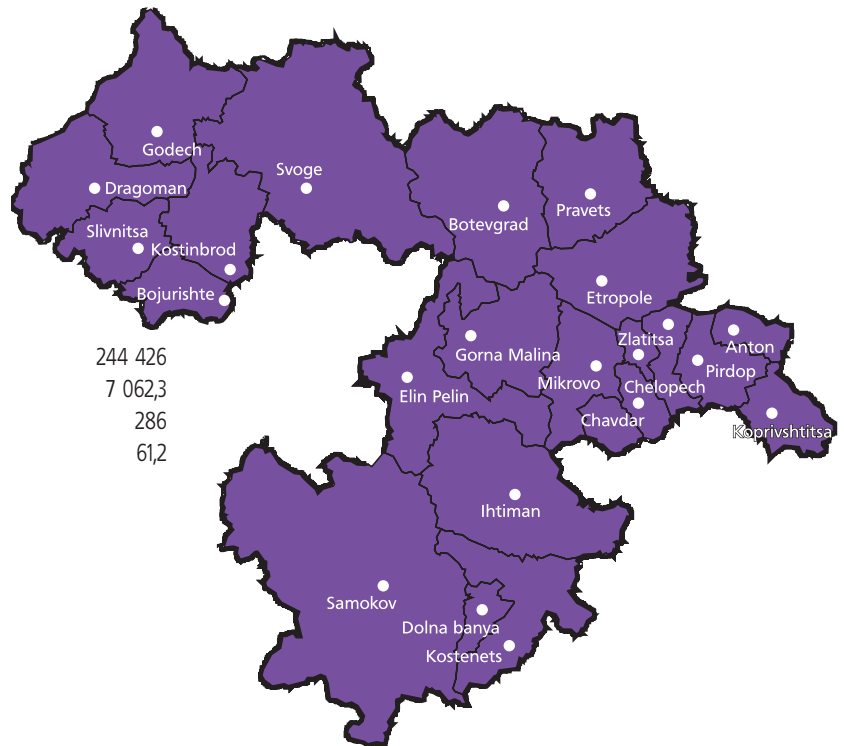 Godech
Svoge
Dragoman
Pravets
Botevgrad
Slivnitsa
Kostinbrod
Bojurishte
Etropole
Zlatitsa
Anton
Gorna Malina
Pirdop
Mikrovo
Chelopech
Elin Pelin
Chavdar
Koprivshtitsa
244 426
7 062,3
286
61,2
Ihtiman
Samokov
Dolna banya
Kostenets